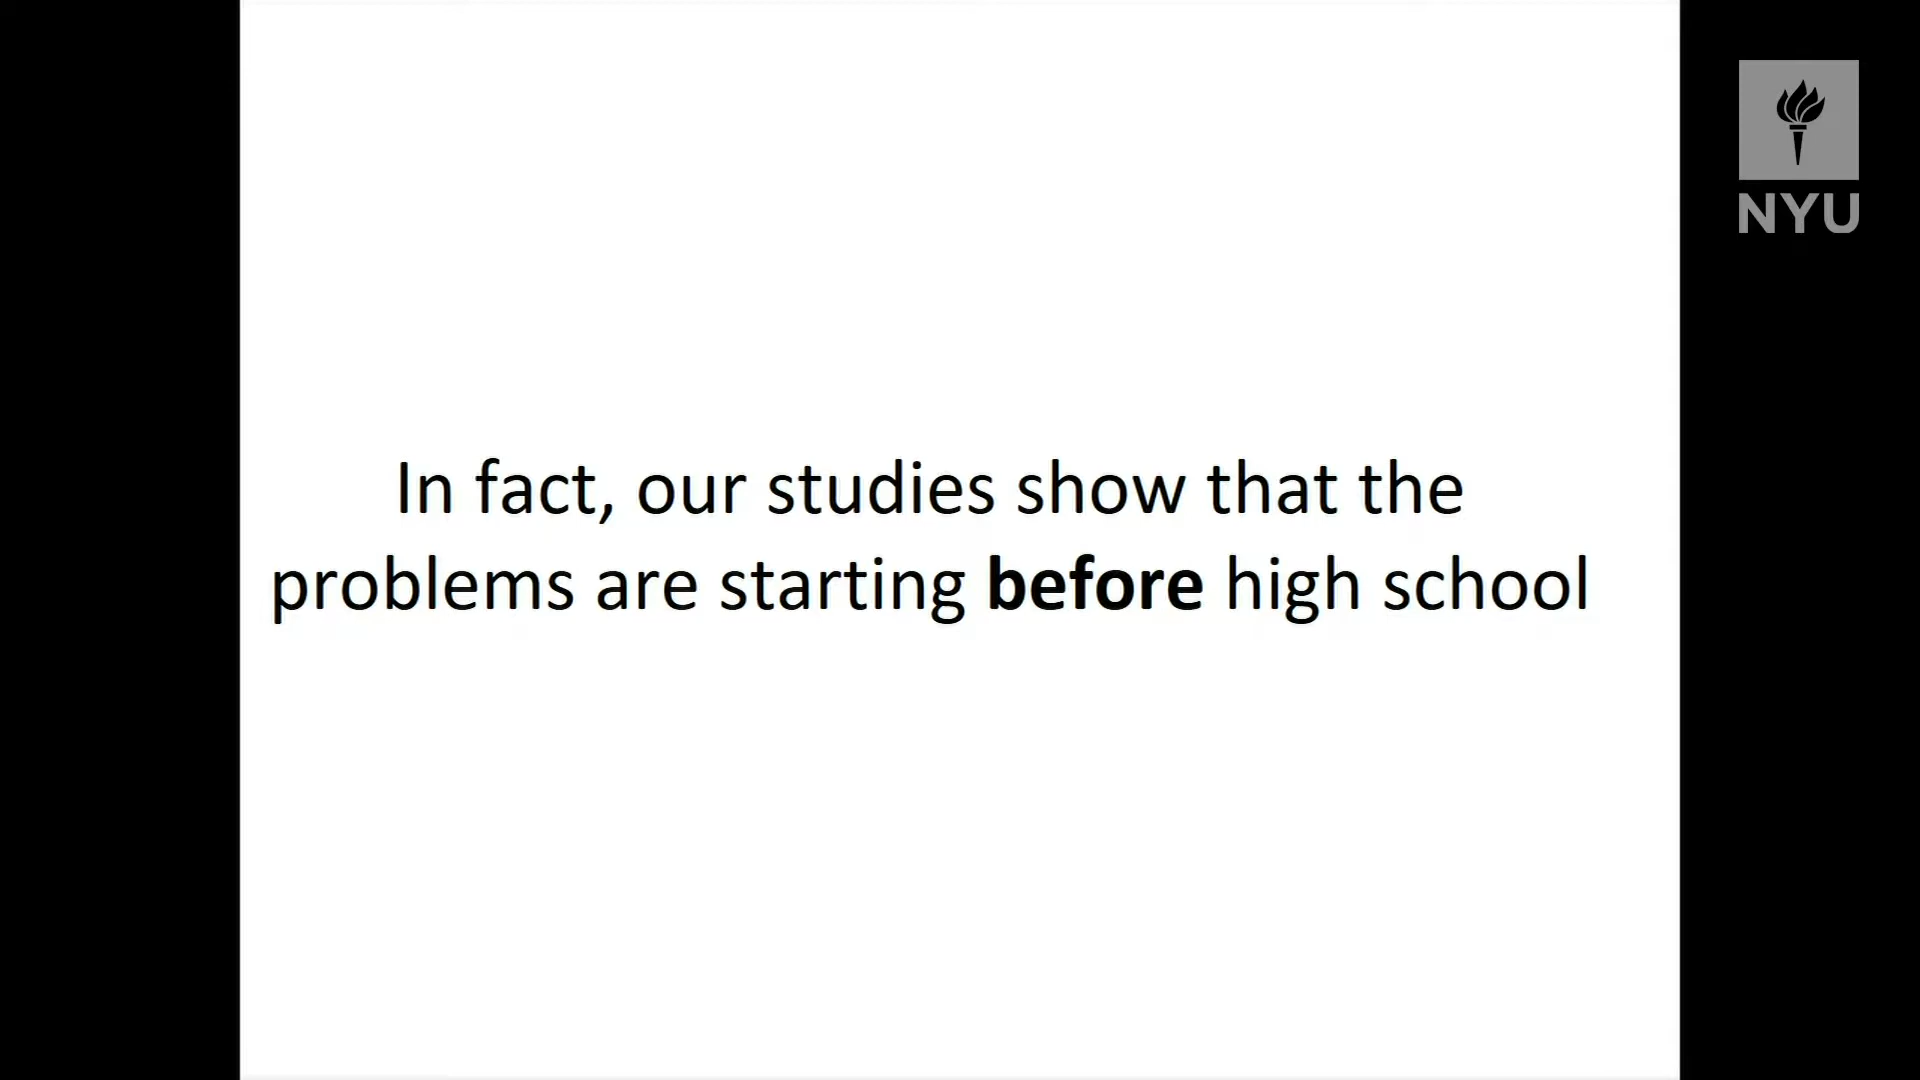 NYU
In fact, our studies show that the
problems are starting before high school